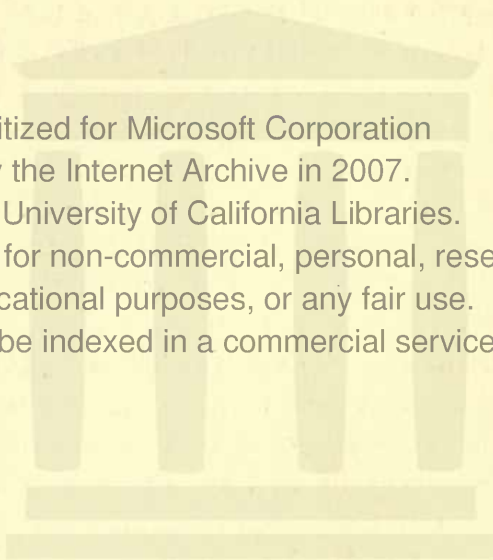 itized for Microsoft Corporation
the Internet Archive in 2007.
University of California Libraries.
for non-commercial, personal, rese
cational purposes, or any fair use.
be indexed in a commercial service